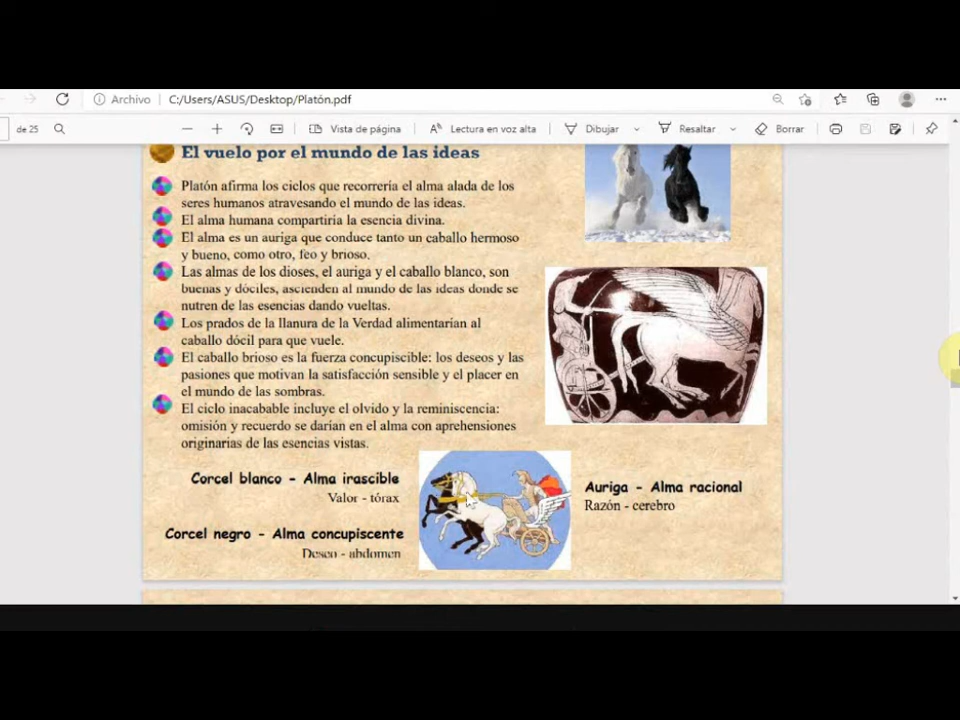 Archivo C:/Users/ASUS/Desktop/Platón.pdf
de 25 Vista de página Lectura en voz alta Dibujar Resaltar Borrar
El vuelo por el mundo de las ideas
Platón afirma los ciclos que recorrería el alma alada de los
seres humanos atravesando el mundo de las ideas.
El alma humana compartiría la esencia divina.
El alma es un auriga que conduce tanto un caballo hermoso
y bueno, como otro, feo y brioso.
Las almas de los dioses, el auriga y el caballo blanco, son
buenas y dóciles, ascienden al mundo de las ideas donde se
nutren de las esencias dando vueltas.
Los prados de la llanura de la Verdad alimentarían al
caballo dócil para que vuele.
El caballo brioso es la fuerza concupiscible: los deseos y las
pasiones que motivan la satisfacción sensible y el placer en
el mundo de las sombras.
El ciclo inacabable incluye el olvido y la reminiscencia:
omisión y recuerdo se darían en el alma con aprehensiones
originarias de las esencias vistas.
Corcel blanco - Alma irascible
Valor - tórax
Corcel negro - Alma concupiscente
Deseo - abdomen
Auriga - Alma racional
Razón - cerebro